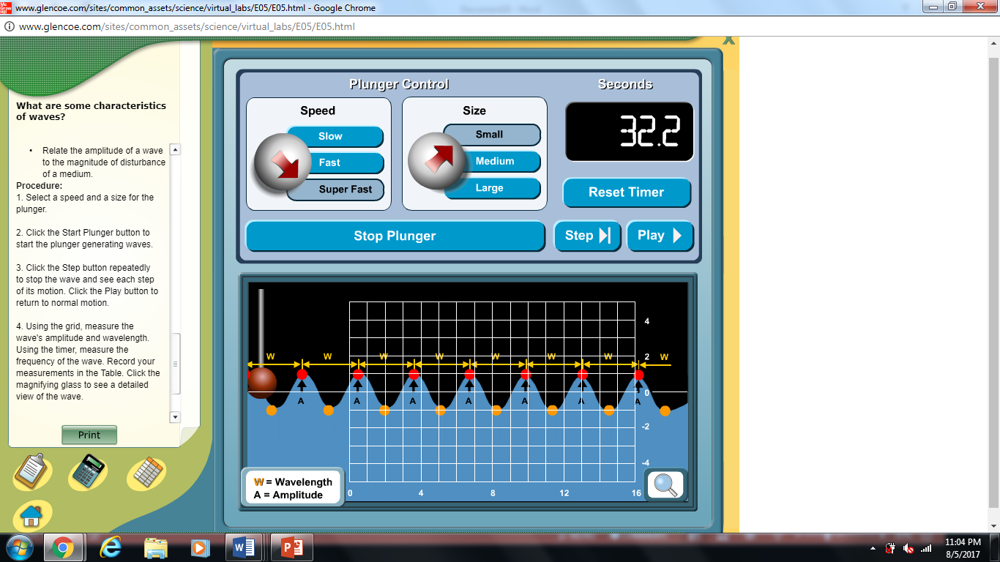 Mc
Graw
Hill
www.glencoe.com/sites/common_assets/science/virtual_labs/E05/E05.html - Google Chrome
www.glencoe.com/sites/common_assets/science/virtual_labs/E05/E05.html
X
What are some characteristics
of waves?
• Relate the amplitude of a wave
to the magnitude of disturbance
of a medium.
Procedure:
1. Select a speed and a size for the
plunger.
2. Click the Start Plunger button to
start the plunger generating waves.
3. Click the Step button repeatedly
to stop the wave and see each step
of its motion. Click the Play button to
return to normal motion.
4. Using the grid, measure the
wave's amplitude and wavelength.
Using the timer, measure the
frequency of the wave. Record your
measurements in the Table. Click the
magnifying glass to see a detailed
view of the wave.
Print
Plunger Control
Seconds
Speed
Slow
Fast
Super Fast
Size
Small
Medium
Large
32.2
Reset Timer
Stop Plunger
Step
Play
4
W W W W W W W 2 W
0
A A A A A A A
-2
-4
W = Wavelength
A = Amplitude
0 4 8 12 16
11:04 PM
8/5/2017